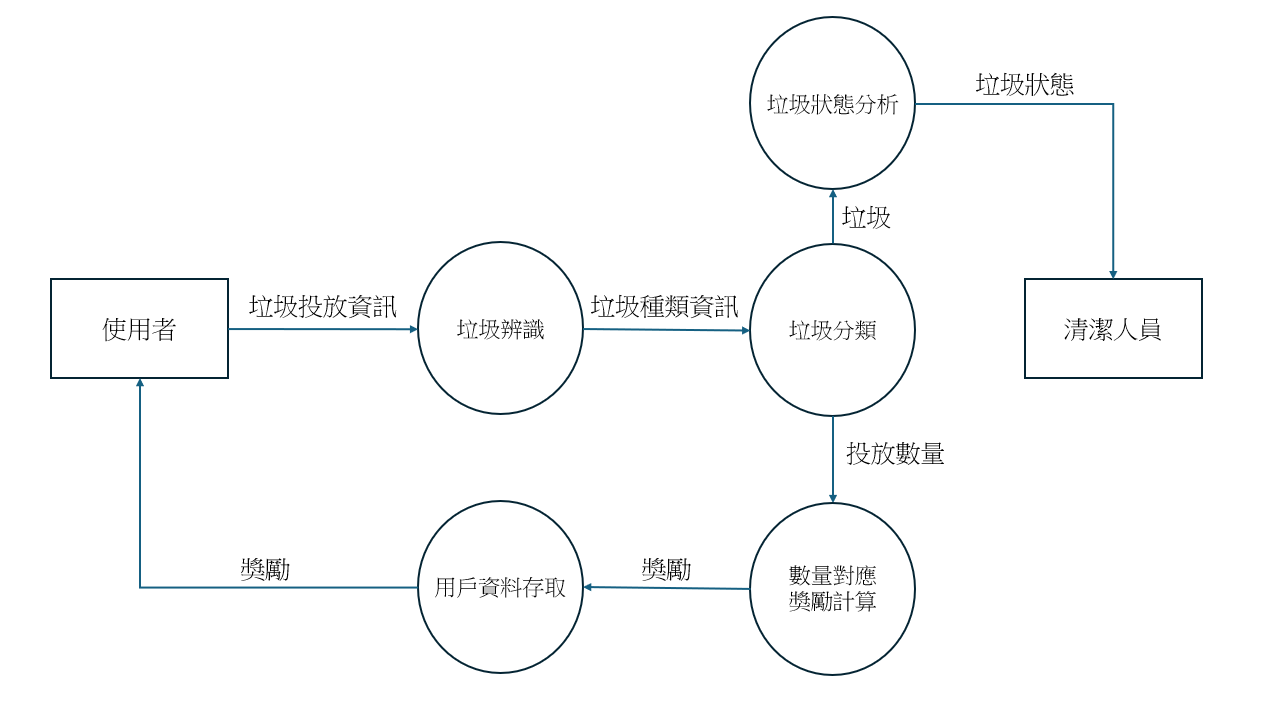 垃圾狀態分析
垃圾狀態
垃圾
使用者
垃圾投放資訊
垃圾辨識
垃圾種類資訊
垃圾分類
清潔人員
投放數量
獎勵
用戶資料存取
獎勵
數量對應
獎勵計算